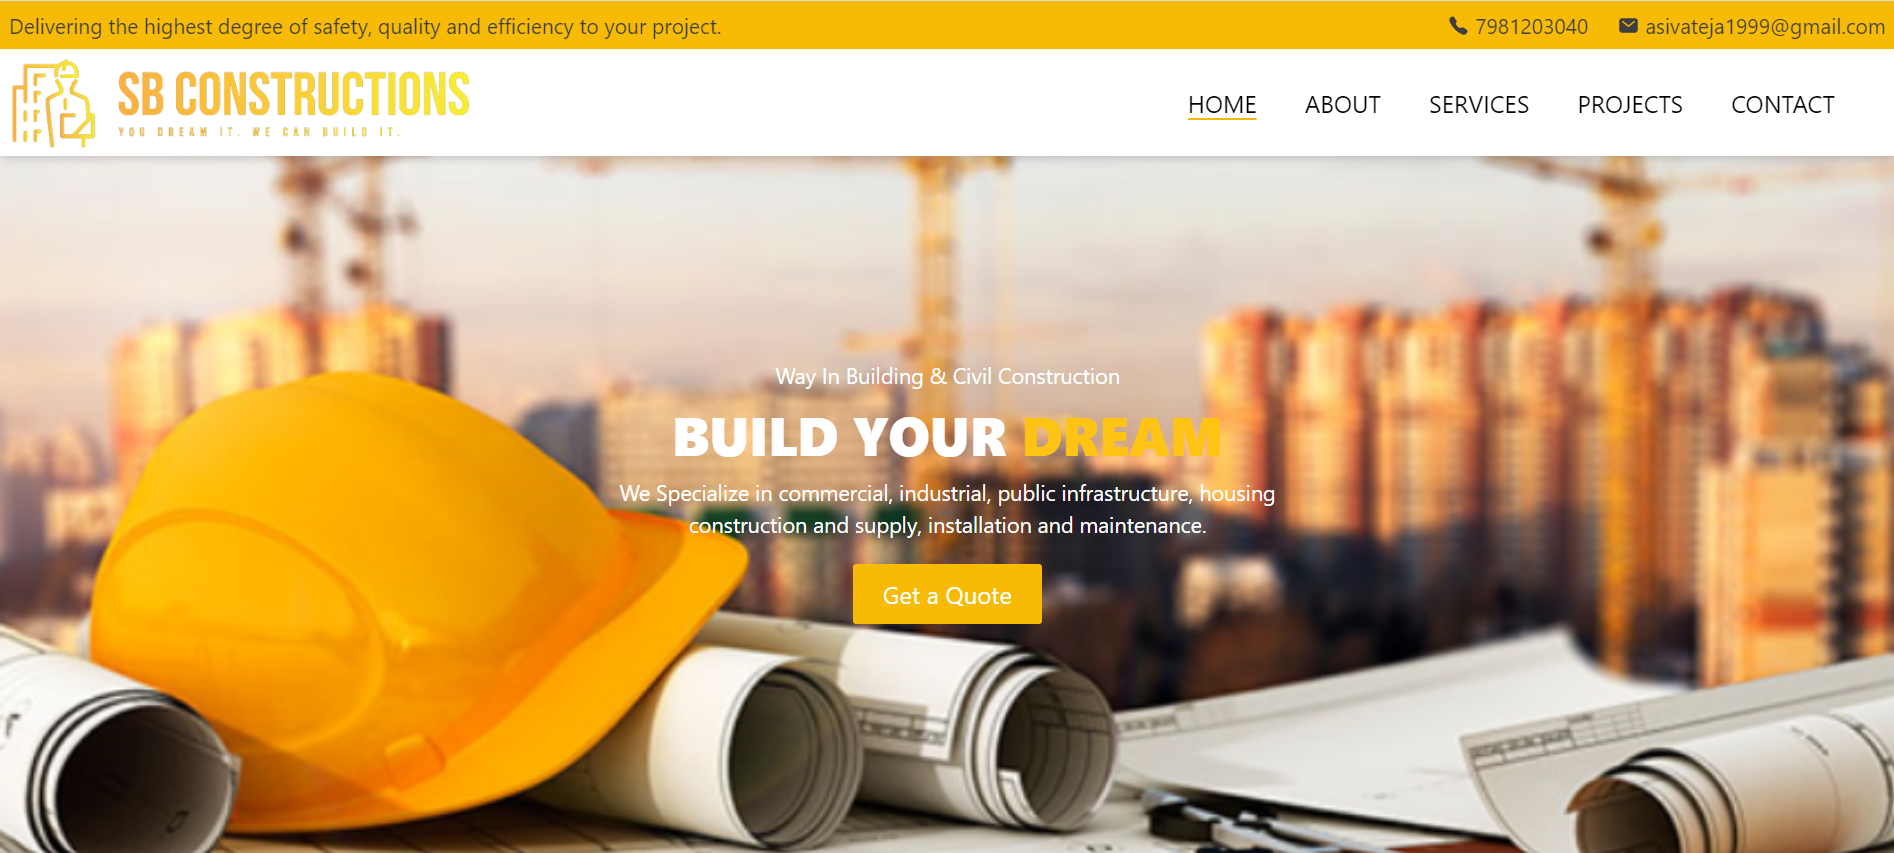 Delivering the highest degree of safety, quality and efficiency to your project.
7981203040
asivateja1999@gmail.com
SB CONSTRUCTIONS
YOU DREAM IT. WE CAN BUILD IT.
HOME
ABOUT
SERVICES
PROJECTS
CONTACT
Way In Building & Civil Construction
BUILD YOUR DREAM
We Specialize in commercial, industrial, public infrastructure, housing
construction and supply, installation and maintenance.
Get a Quote